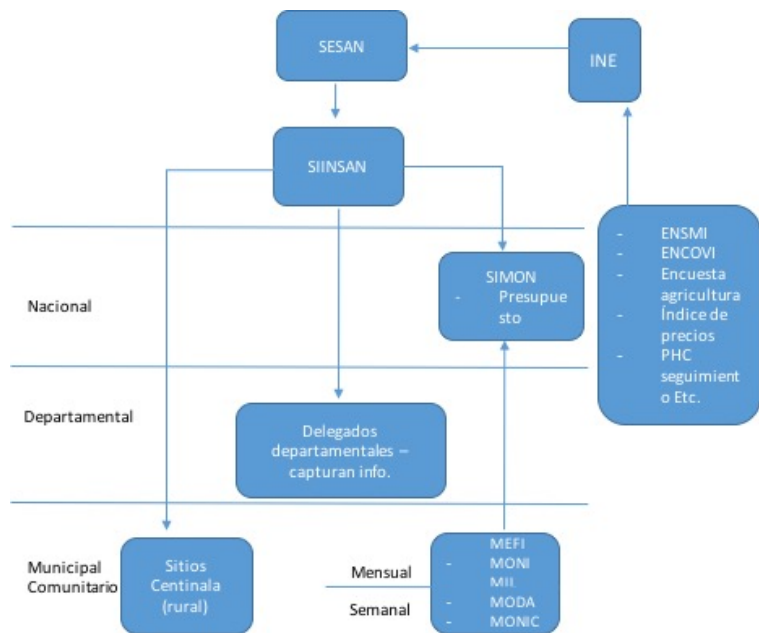 SESAN
INE
SIINSAN
- ENSMI
- ENCOVI
- Encuesta
agricultura
- Índice de
precios
- PHC
seguimient
o Etc.
Nacional
SIMON
- Presupue
sto
Departamental
Delegados
departamentales –
capturan info.
Municipal
Comunitario
Sitios
Centinala
(rural)
Mensual
Semanal
MEFI
- MONI
MII.
- MODA
- MONIC